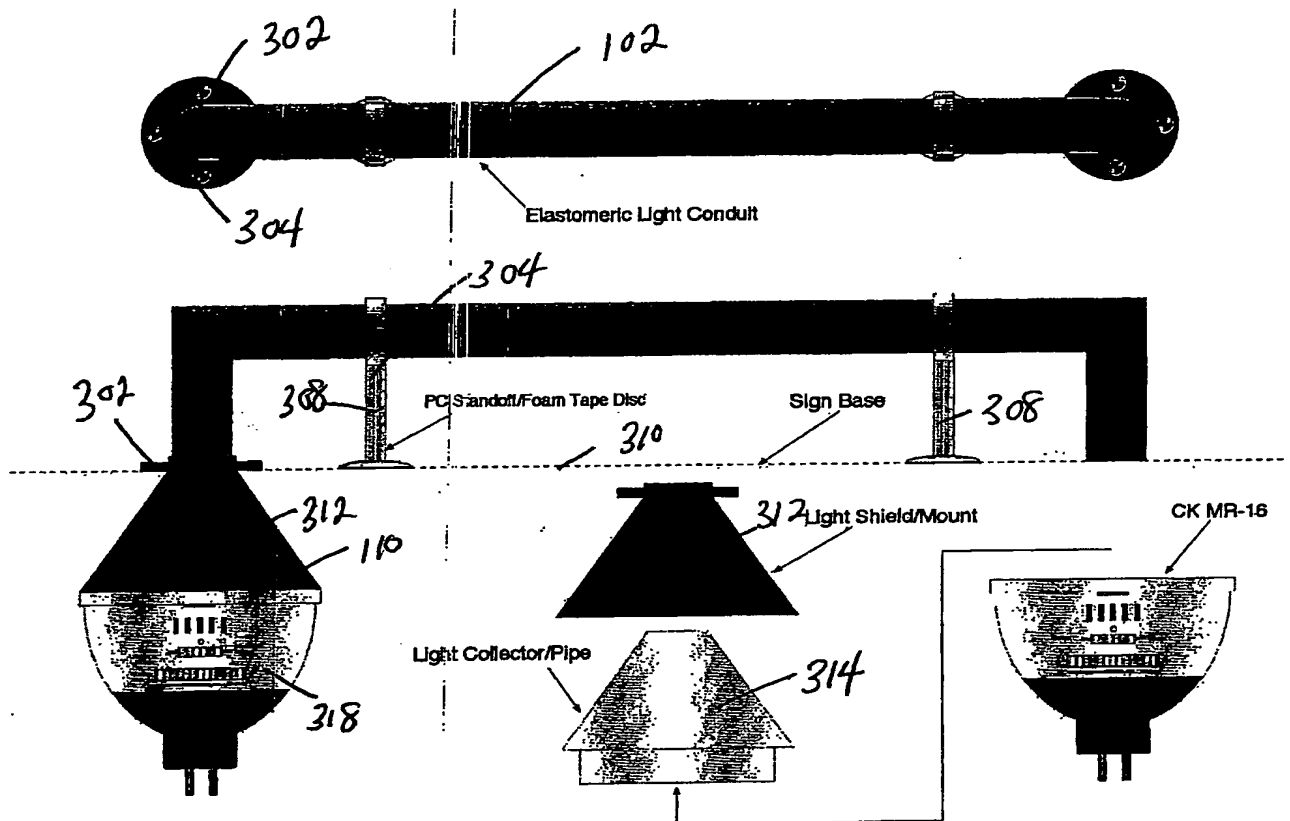 302
102
304
Elastomeric Light Conduit
304
302
308
PC Standoff/Foam Tape Disc
310
Sign Base
308
312
110
312
Light Shield/Mount
CK MR-16
Light Collector/Pipe
314
318